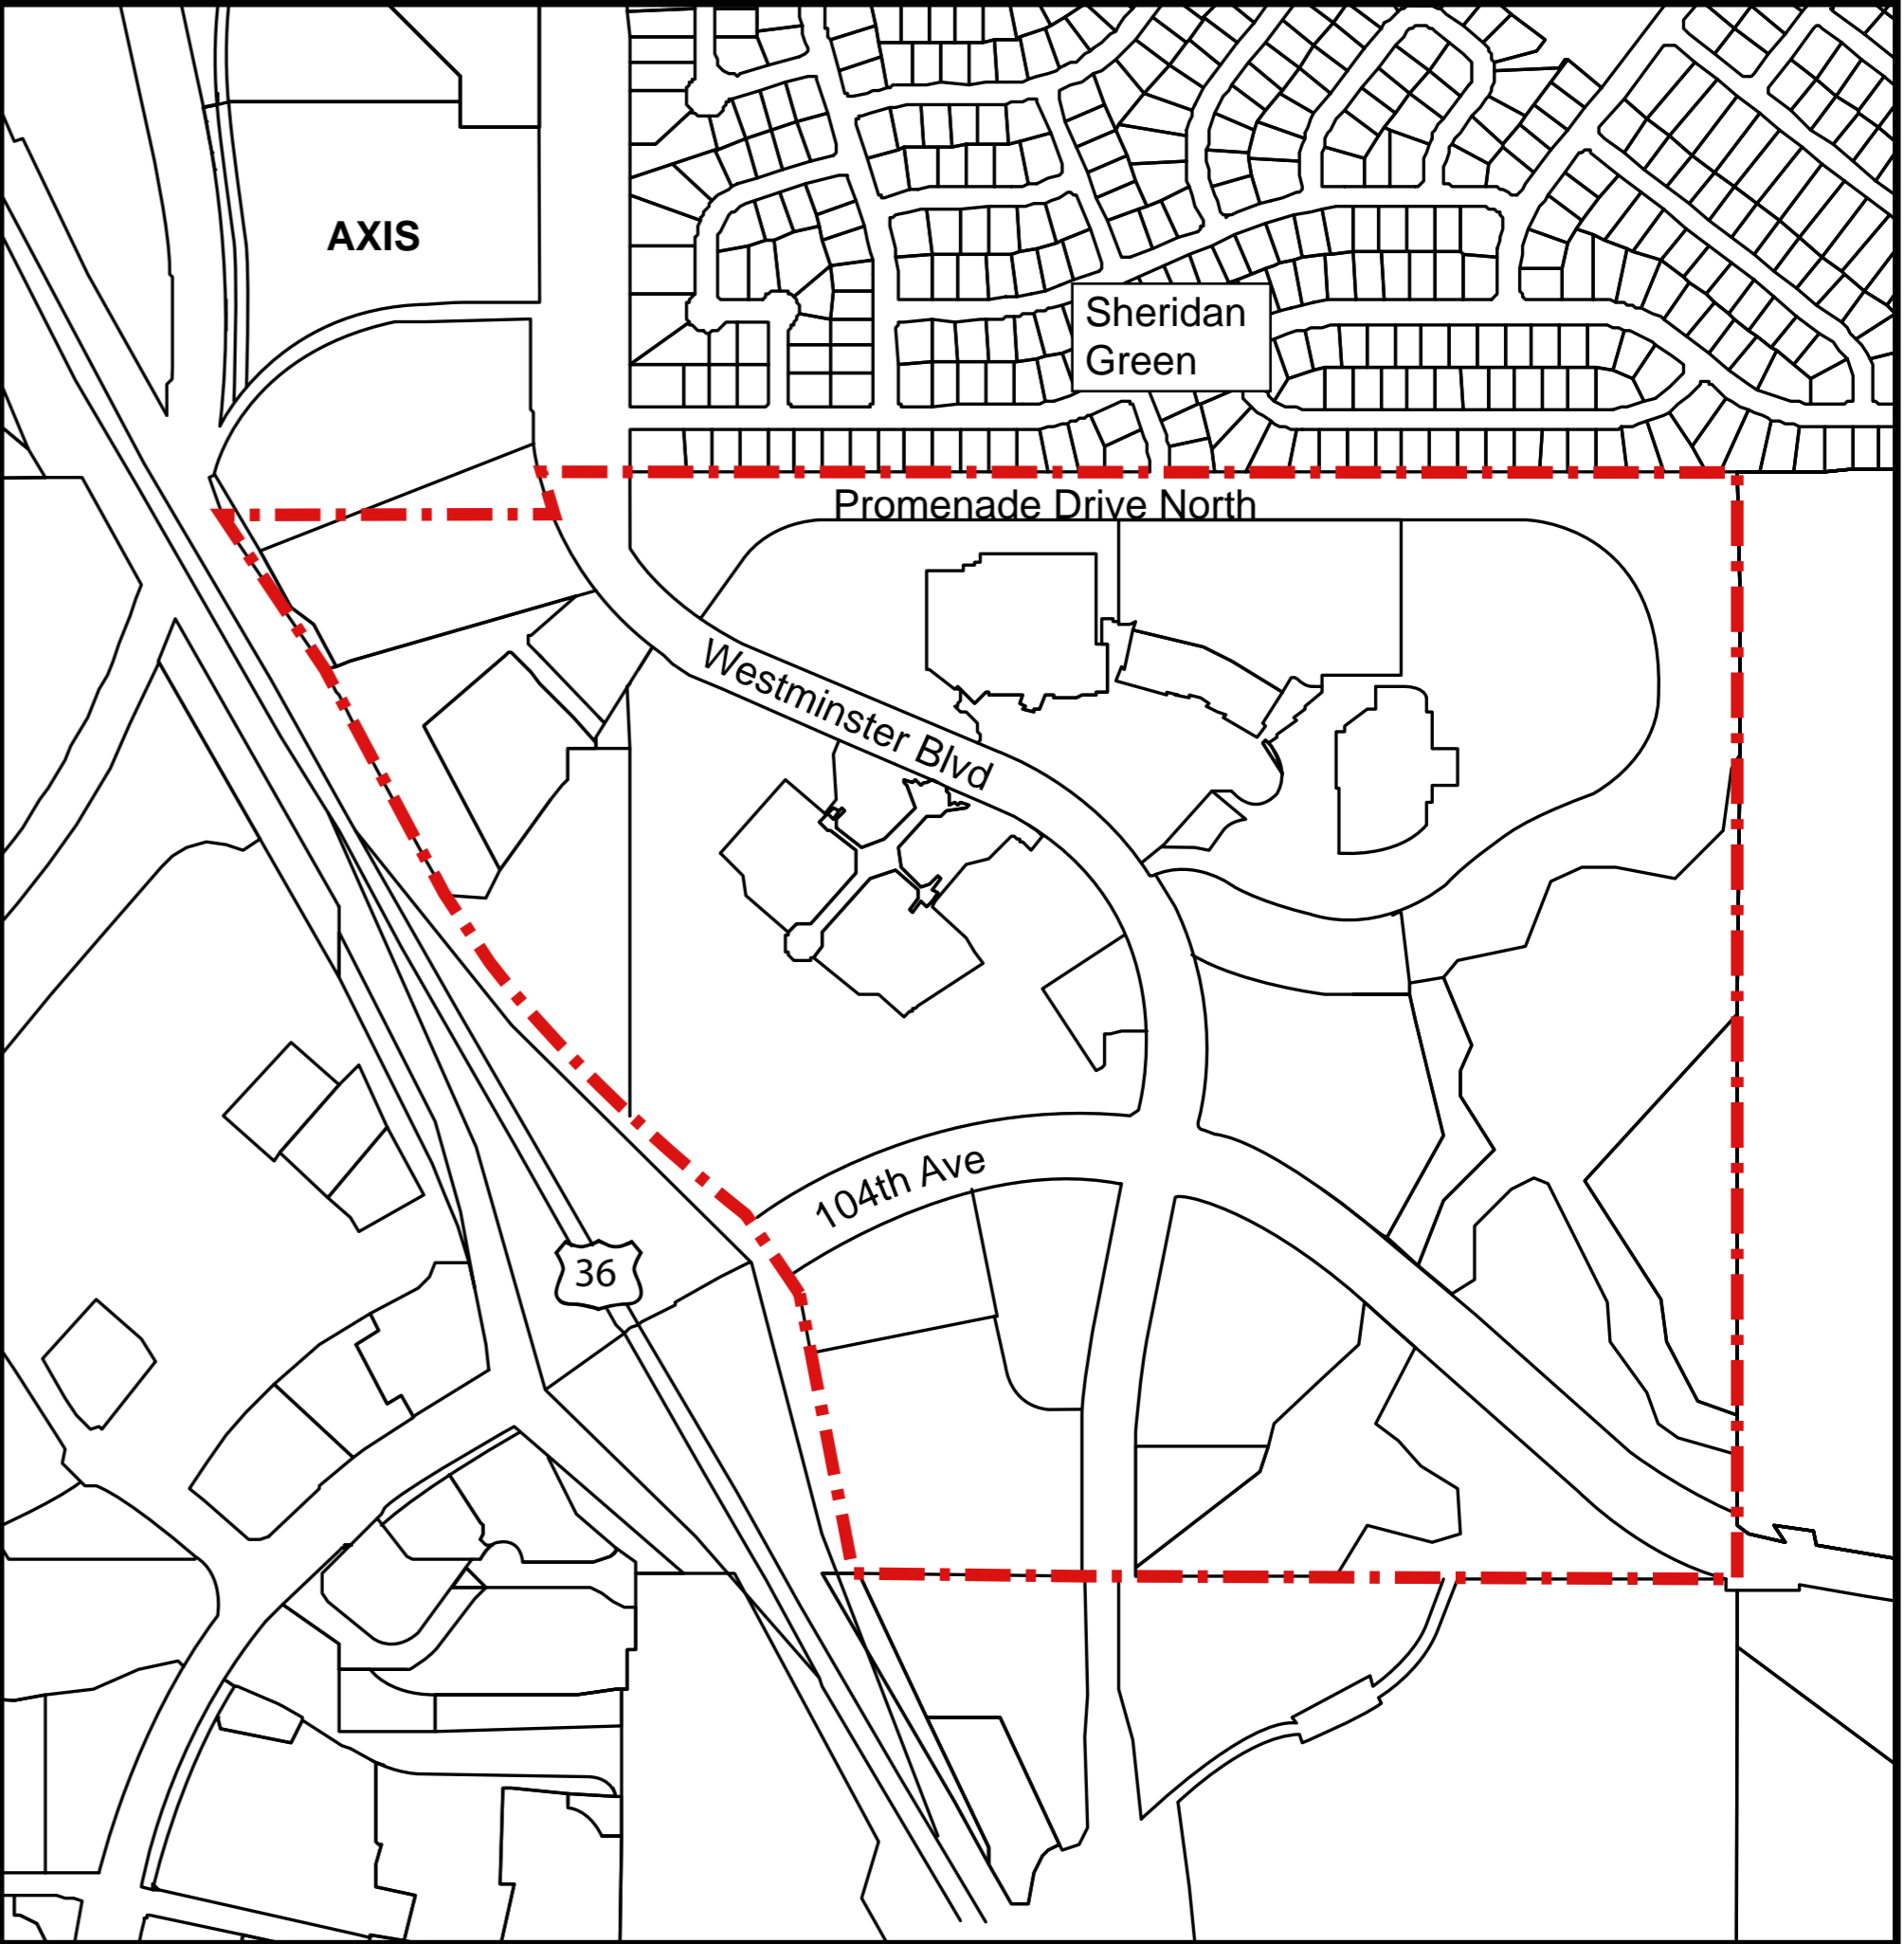 AXIS
Sheridan
Green
Promenade Drive North
Westminster Blvd
104th Ave
36